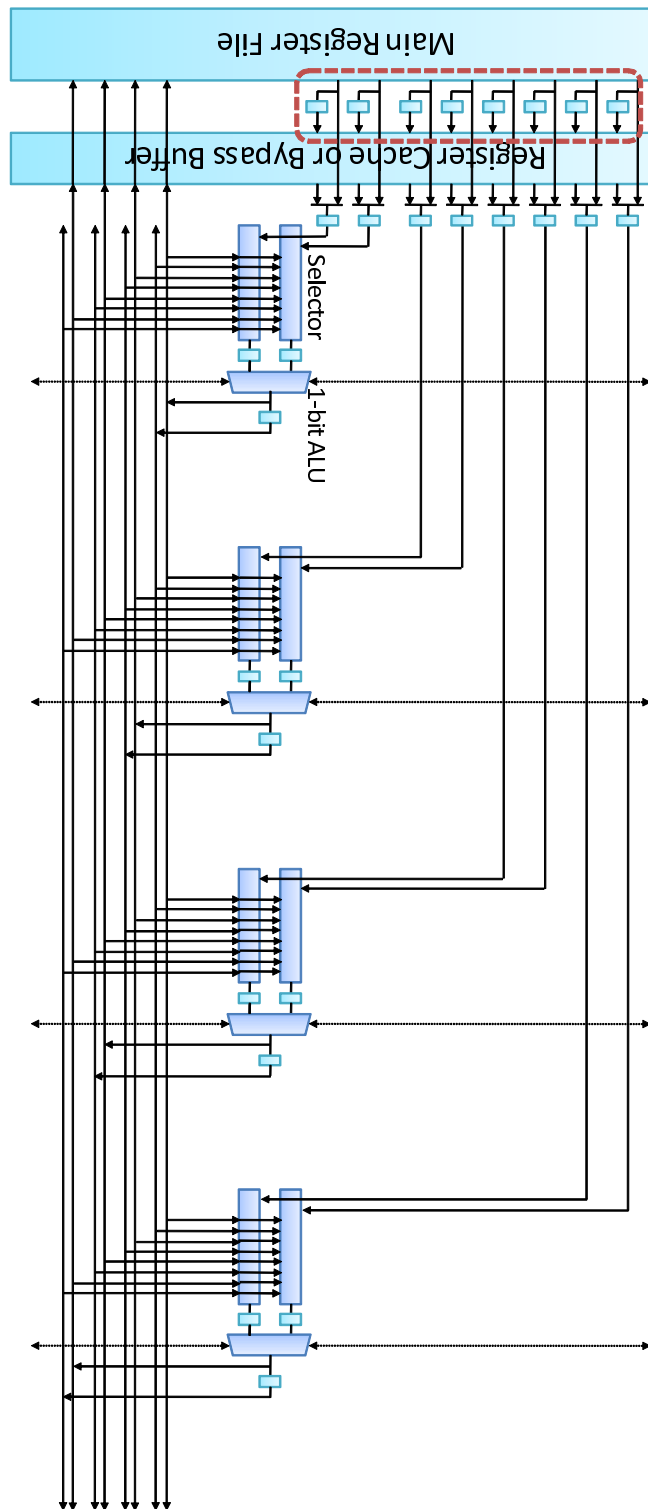 Main Register File
Register Cache or Bypass Buffer
Selector
1-bit ALU